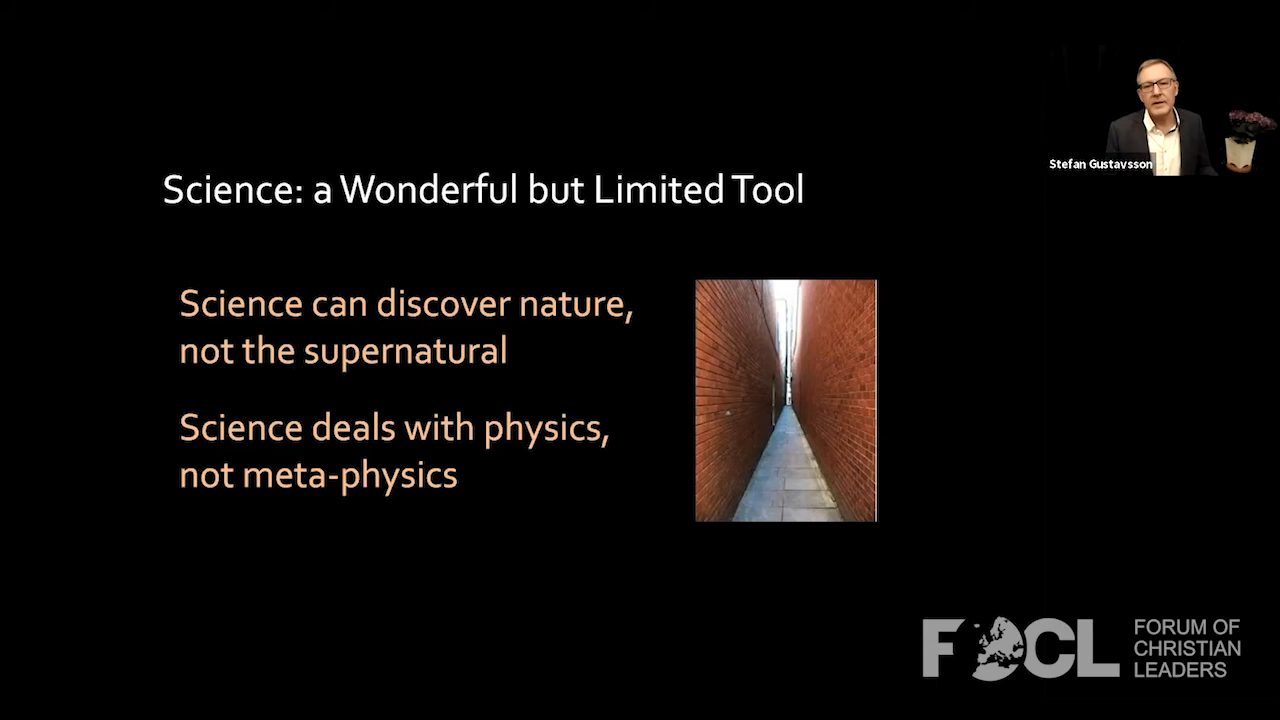 Stefan Gustavsson
Science: a Wonderful but Limited Tool
Science can discover nature,
not the supernatural
Science deals with physics,
not meta-physics
FOCL
FORUM OF
CHRISTIAN
LEADERS